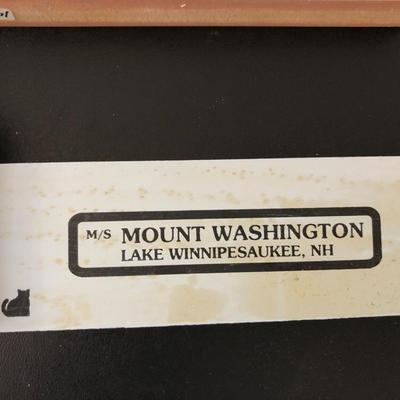 M/S MOUNT WASHINGTON
LAKE WINNIPESAUKEE, NH